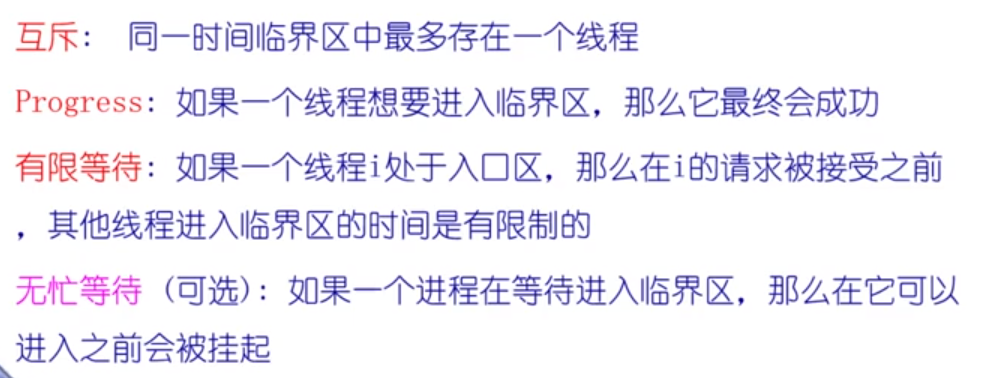 互斥： 同一时间临界区中最多存在一个线程
Progress：如果一个线程想要进入临界区，那么它最终会成功
有限等待：如果一个线程i处于入口区，那么在i的请求被接受之前
，其他线程进入临界区的时间是有限制的
无忙等待（可选）：如果一个进程在等待进入临界区，那么在它可以
进入之前会被挂起